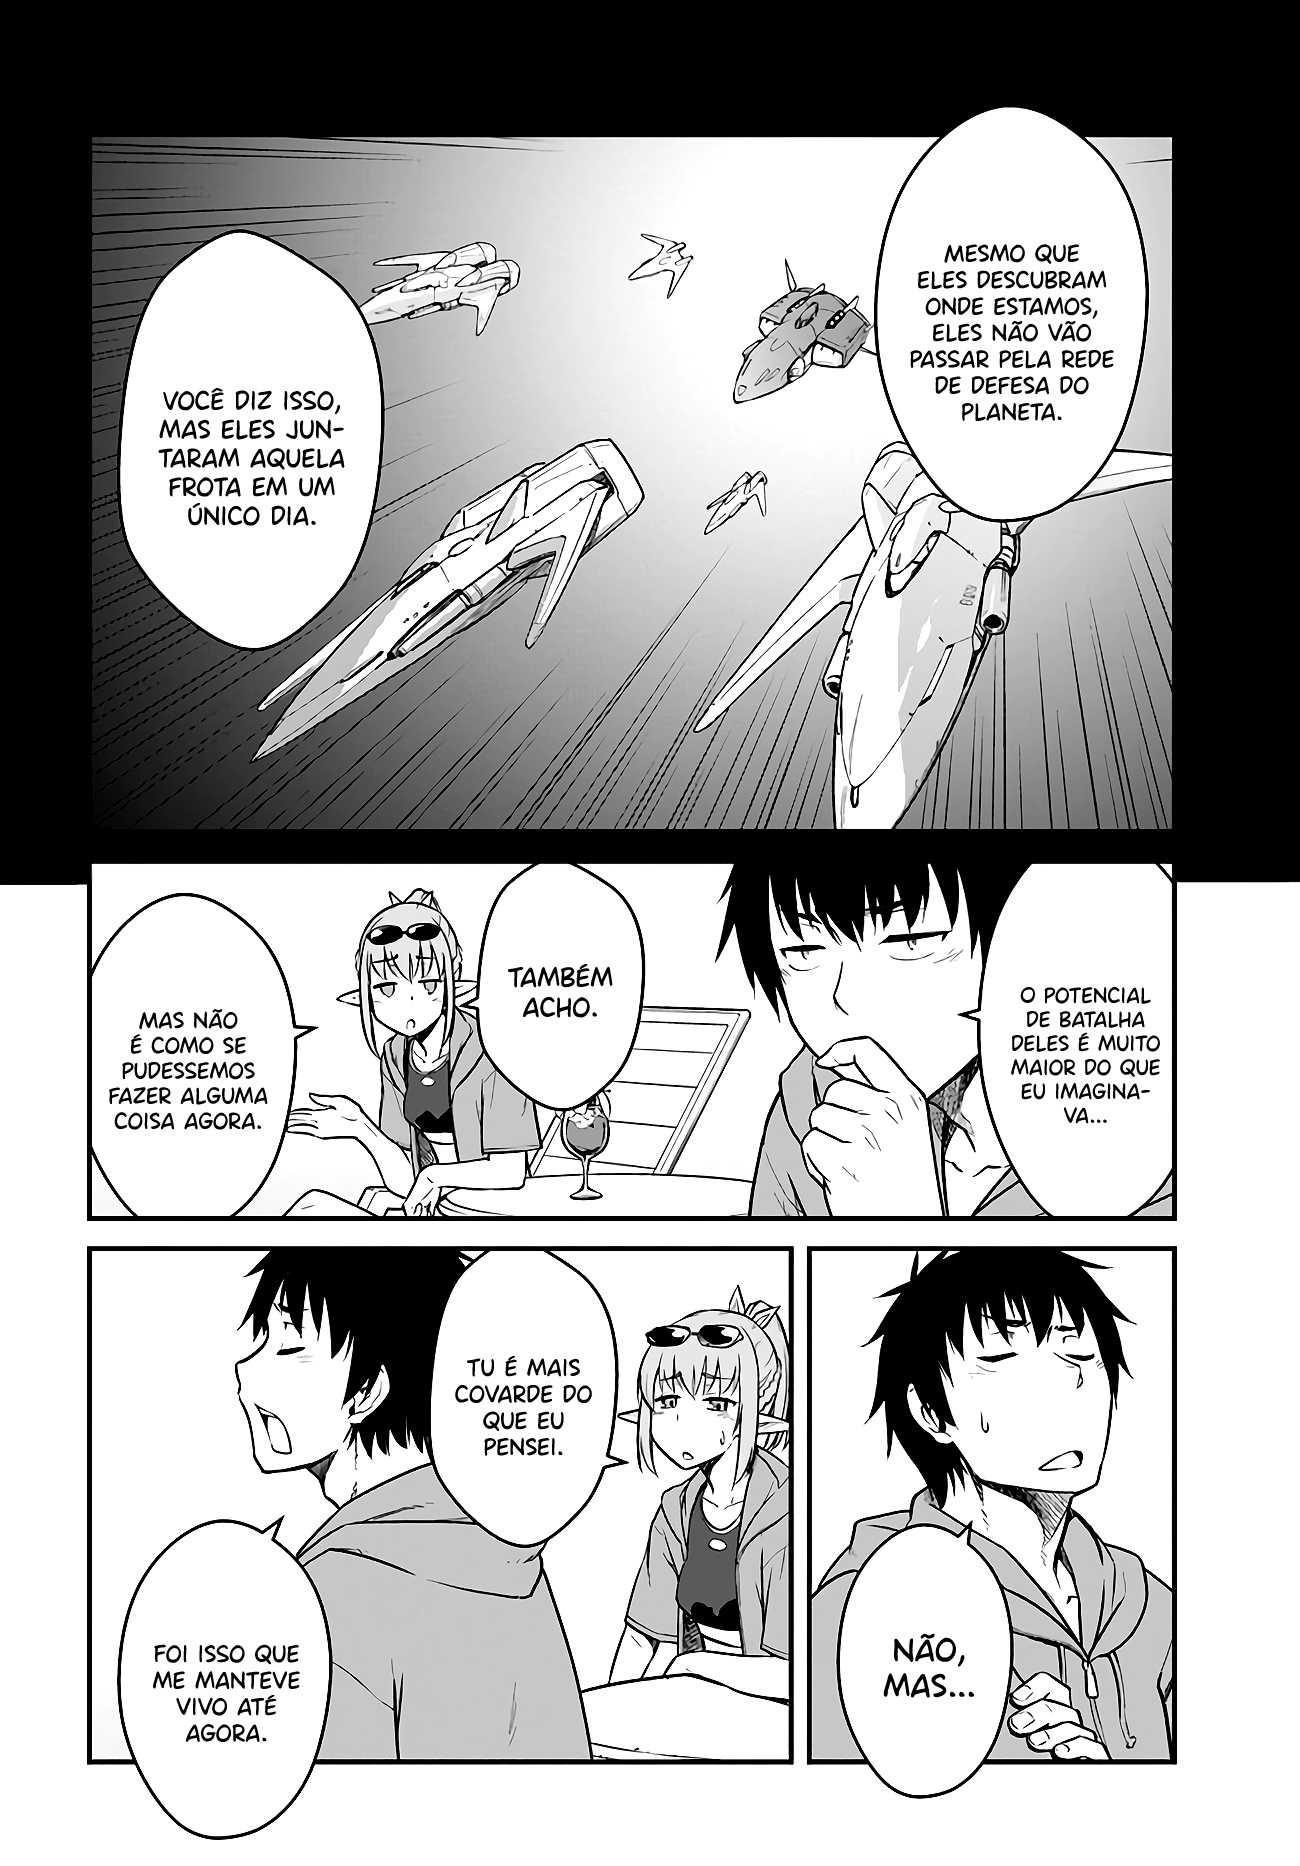 MESMO QUE
ELES DESCUBRAM
ONDE ESTAMOS,
ELES NÃO VÃO
PASSAR PELA REDE
DE DEFESA DO
PLANETA.
VOCÊ DIZ ISSO,
MAS ELES JUN-
TARAM AQUELA
FROTA EM UM
ÚNICO DIA.
O POTENCIAL
DE BATALHA
DELES É MUITO
MAIOR DO QUE
EU IMAGINA-
VA...
TAMBÉM
ACHO.
MAS NÃO
É COMO SE
PUDESSEMOS
FAZER ALGUMA
COISA AGORA.
NÃO,
MAS...
TU É MAIS
COVARDE DO
QUE EU
PENSEI.
FOI ISSO QUE
ME MANTEVE
VIVO ATÉ
AGORA.